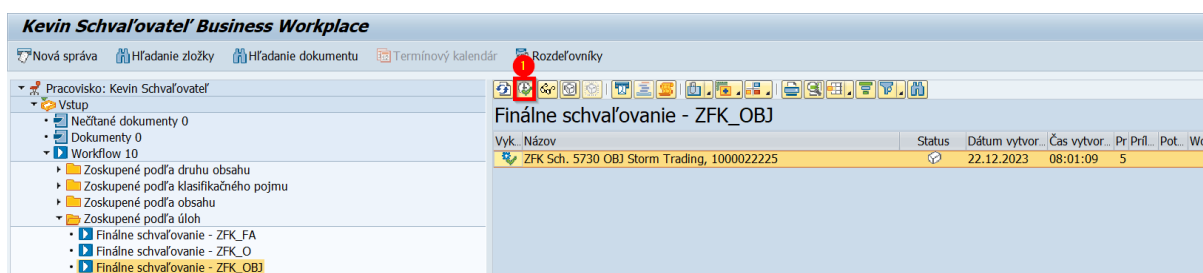 Kevin Schvaľovateľ Business Workplace
Nová správa Hľadanie zložky Hľadanie dokumentu Termínový kalendár Rozdeľovníky
1
Pracovisko: Kevin Schvaľovateľ
Vstup
Nečítané dokumenty 0
Dokumenty 0
Workflow 10
Zoskupené podľa druhu obsahu
Zoskupené podľa klasifikačného pojmu
Zoskupené podľa obsahu
Zoskupené podľa úloh
Finálne schvaľovanie - ZFK_FA
Finálne schvaľovanie - ZFK_O
Finálne schvaľovanie - ZFK_OBJ
Finálne schvaľovanie - ZFK_OBJ
Vyk... Názov Status Dátum vytvor... Čas vytvor... Pr Príl... Pot... Wo
ZFK Sch. 5730 OBJ Storm Trading, 1000022225 22.12.2023 08:01:09 5